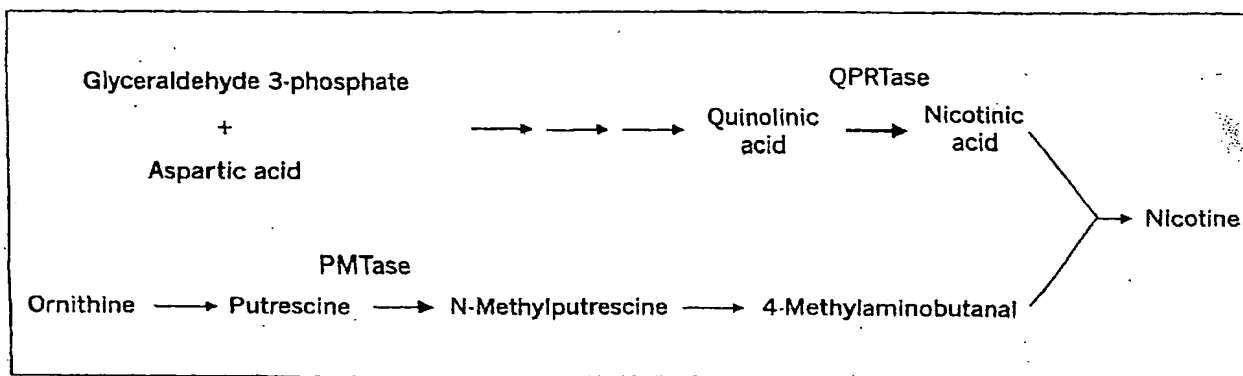 Glyceraldehyde 3-phosphate
+
Aspartic acid
QPRTase
Quinolinic
acid
Nicotinic
acid
Nicotine
PMTase
Ornithine
Putrescine
N-Methylputrescine
4-Methylaminobutanal